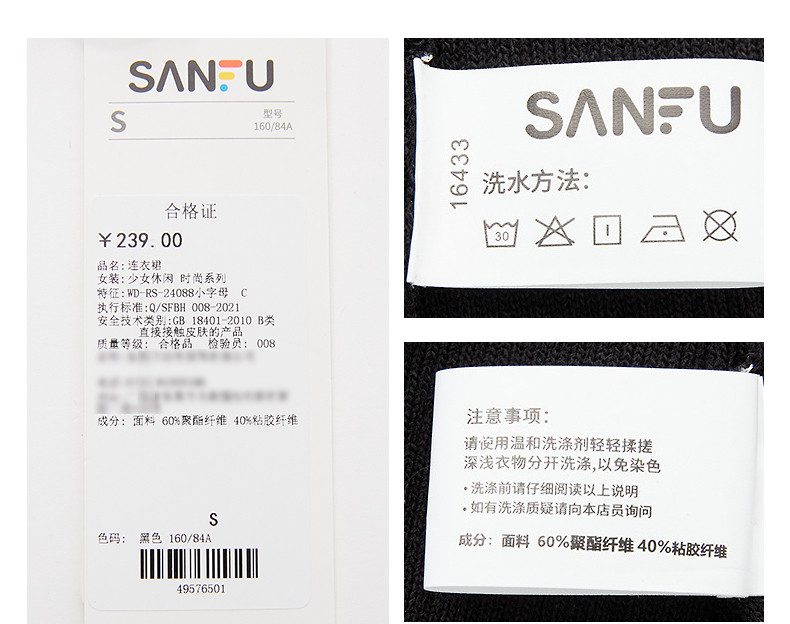 SANFU
S
型号
160/84A
合格证
￥239.00
品名:连衣裙
女装:少女休闲 时尚系列
特征:WD-RS-24088小字母 C
执行标准:Q/SFBH 008-2021
安全技术类别:GB 18401-2010 B类
直接接触皮肤的产品
质量等级: 合格品 检验员: 008
成分: 面料 60%聚酯纤维 40%粘胶纤维
S
色码: 黑色 160/84A
49576501
SANFU
16433
洗水方法:
30
注意事项:
请使用温和洗涤剂轻轻揉搓
深浅衣物分开洗涤,以免染色
·洗涤前请仔细阅读以上说明
·如有洗涤质疑请向本店员询问
成分: 面料 60%聚酯纤维 40%粘胶纤维